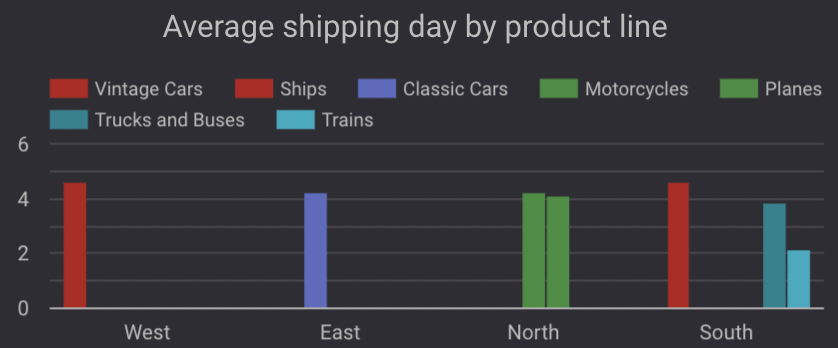 Average shipping day by product line
Vintage Cars Ships Classic Cars Motorcycles Planes
Trucks and Buses Trains
6
4
2
0
West East North South